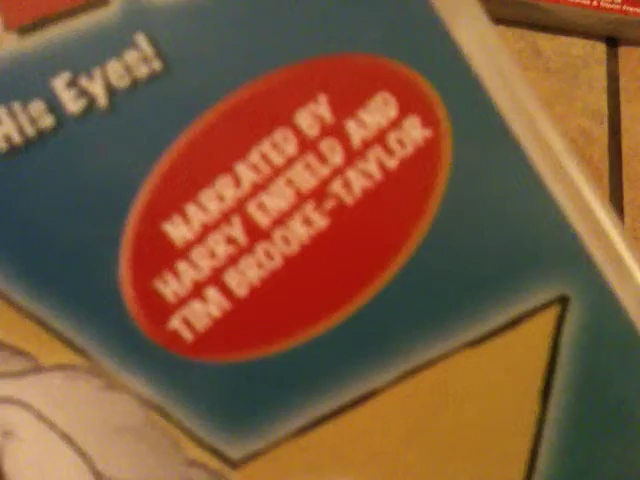 His Eyes!
NARRATED BY
HARRY ENFIELD AND
TIM BROOKE-TAYLOR